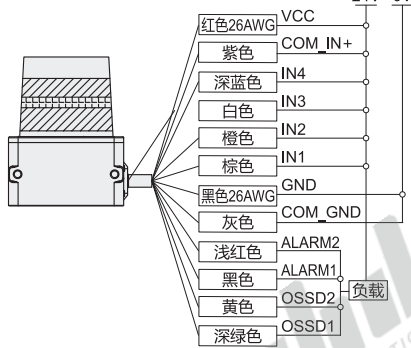 红色26AWG VCC
紫色 COM_IN+
深蓝色 IN4
白色 IN3
橙色 IN2
棕色 IN1
黑色26AWG GND
灰色 COM_GND
浅红色 ALARM2
黑色 ALARM1
负载
黄色 OSSD2
深绿色 OSSD1